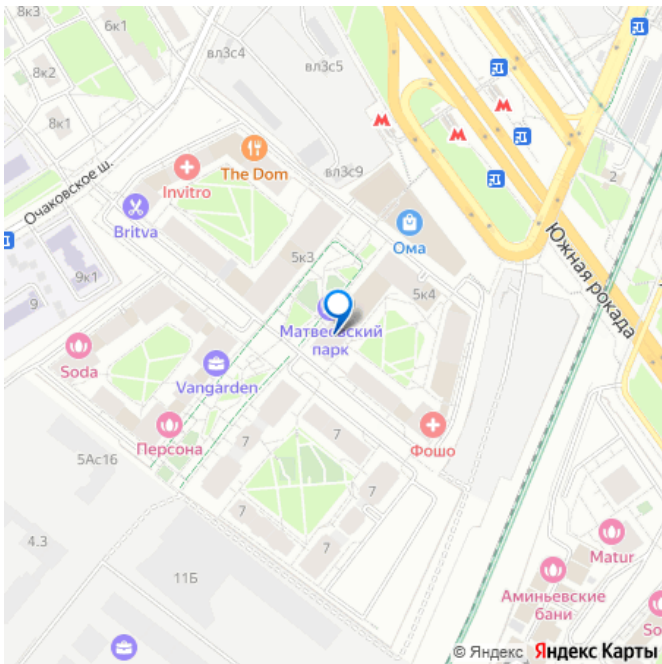 6к1
вл3с4
8к2
вл3с5
8к1
The Dom
вл3с9
2
Invitro
Очаковское ш.
Britva
Ома
5к3
9к1
Южная рокада
5к4
9
Матвеевский
парк
Soda
Vangarden
Персона
7
7
Фошо
5Ас16
7
7
7
4.3
11Б
Matur
Аминьевские
бани
So
© Яндекс Яндекс Карты